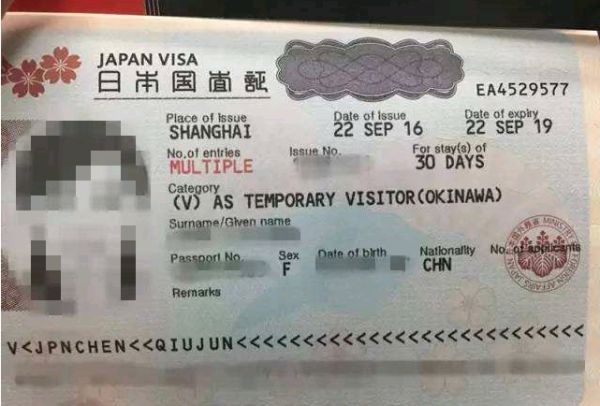 JAPAN VISA
日本国査証
EA4529577
Place of issue Date of issue Date of expiry
SHANGHAI 22 SEP 16 22 SEP 19
No.of entries Issue No. For stay(s) of
MULTIPLE 30 DAYS
Category
(V) AS TEMPORARY VISITOR(OKINAWA)
Surname/Given name
Passport No. Sex Date of birth Nationality No. of applicants
F CHN
Remarks
V<JPNCHEN<<QIUJUN<<<<<<<<<<<<<<<<<<<<<<<<<<<